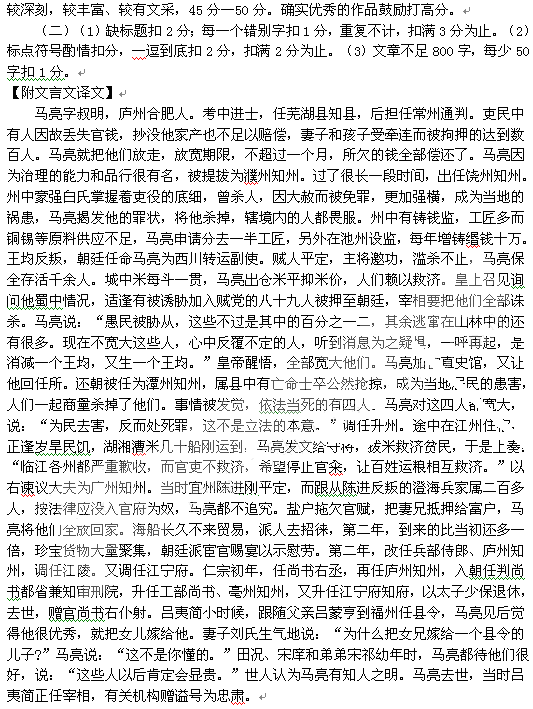 较深刻，较丰富、较有文采，45 分—50 分。确实优秀的作品鼓励打高分。
（二）（1）缺标题扣 2 分；每一个错别字扣 1 分，重复不计，扣满 3 分为止。（2）
标点符号酌情扣分，一逗到底扣 2 分，扣满 2 分为止。（3）文章不足 800 字，每少 50
字扣 1 分。
【附文言文译文】
马亮字叔明，庐州合肥人。考中进士，任芜湖县知县，后担任常州通判。吏民中
有人因故丢失官钱，抄没他家产也不足以赔偿，妻子和孩子受牵连而被拘押的达到数
百人。马亮就把他们放走，放宽期限，不超过一个月，所欠的钱全部偿还了。马亮因
为治理的能力和品行很有名，被提拔为濮州知州。过了很长一段时间，出任饶州知州。
州中豪强白氏掌握着吏役的底细，曾杀人，因大赦而被免罪，更加强横，成为当地的
祸患，马亮揭发他的罪状，将他杀掉，辖境内的人都畏服。州中有铸钱监，工匠多而
铜锡等原料供应不足，马亮申请分去一半工匠，另外在池州设监，每年增铸缗钱十万。
王均反叛，朝廷任命马亮为西川转运副使。贼人平定，主将邀功，滥杀不止，马亮保
全存活千余人。城中米每斗一贯，马亮出仓米平抑米价，人们赖以救济。皇上召见询
问他蜀中情况，适逢有被诱胁加入贼党的八十九人被押至朝廷，宰相要把他们全部诛
杀。马亮说：“愚民被胁从，这些不过是其中的百分之一二，其余逃窜在山林中的还
有很多。现在不宽大这些人，心中反覆不定的人，听到消息为之疑惧，一呼再起，是
消减一个王均，又生一个王均。”皇帝醒悟，全部宽大他们。马亮加 直史馆，又让
他回任所。还朝被任为潭州知州，属县中有亡命士卒公然抢掠，成为当地 民的患害，
人们一起商量杀掉了他们。事情被发觉，依法当死的有四人。马亮对这四人 宽大，
说：“为民去害，反而处死罪，这不是立法的本意。”调任升州。途中在江州住 ，
正逢岁旱民饥，湖湘漕米几十船刚运到，马亮发文给守将，拨米救济贫民，于是上奏：
“临江各州都严重歉收，而官吏不救济，希望停止官籴，让百姓运粮相互救济。”以
右谏议大夫为广州知州。当时宜州陈进刚平定，而跟从陈进反叛的澄海兵家属二百多
人，按法律应没入官府为奴，马亮都不追究。盐户拖欠官赋，把妻儿抵押给富户，马
亮将他们全放回家。海船长久不来贸易，派人去招徕，第二年，到来的比当初还多一
倍，珍宝货物大量聚集，朝廷派宦官赐宴以示慰劳。第二年，改任兵部侍郎、庐州知
州，调任江陵。又调任江宁府。仁宗初年，任尚书右丞，再任庐州知州，入朝任判尚
书都省兼知审刑院，升任工部尚书、亳州知州，又升任江宁府知府，以太子少保退休，
去世，赠官尚书右仆射。吕夷简小时候，跟随父亲吕蒙亨到福州任县令，马亮见后觉
得他很优秀，就把女儿嫁给他。妻子刘氏生气地说：“为什么把女儿嫁给一个县令的
儿子?”马亮说：“这不是你懂的。”田况、宋庠和弟弟宋祁幼年时，马亮都待他们很
好，说：“这些人以后肯定会显贵。”世人认为马亮有知人之明。马亮去世，当时吕
夷简正任宰相，有关机构赠谥号为忠肃。